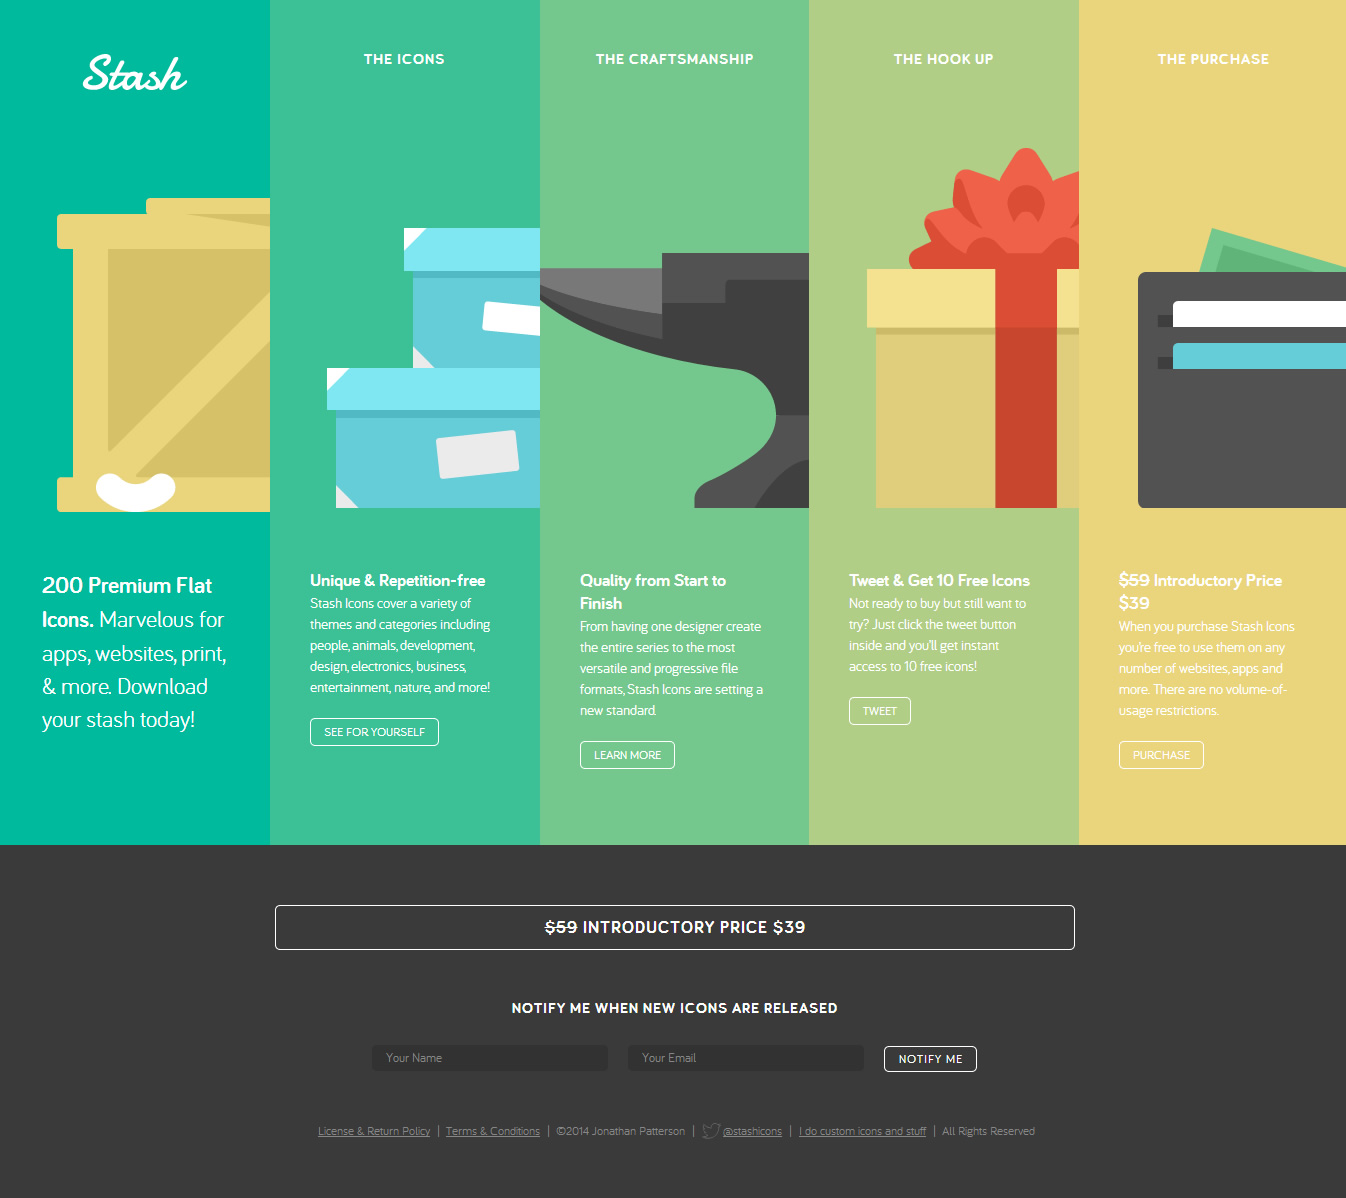 Stash
THE ICONS
THE CRAFTSMANSHIP
THE HOOK UP
THE PURCHASE
200 Premium Flat
Icons. Marvelous for
apps, websites, print,
& more. Download
your stash today!
Unique & Repetition-free
Stash Icons cover a variety of
themes and categories including
people, animals, development,
design, electronics, business,
entertainment, nature, and more!
SEE FOR YOURSELF
Quality from Start to
Finish
From having one designer create
the entire series to the most
versatile and progressive file
formats, Stash Icons are setting a
new standard.
LEARN MORE
Tweet & Get 10 Free Icons
Not ready to buy but still want to
try? Just click the tweet button
inside and you'll get instant
access to 10 free icons!
TWEET
$59 Introductory Price
$39
When you purchase Stash Icons
you're free to use them on any
number of websites, apps and
more. There are no volume-of-
usage restrictions.
PURCHASE
$59 INTRODUCTORY PRICE $39
NOTIFY ME WHEN NEW ICONS ARE RELEASED
Your Name
Your Email
NOTIFY ME
License & Return Policy | Terms & Conditions | ©2014 Jonathan Patterson | @stashicons | I do custom icons and stuff | All Rights Reserved